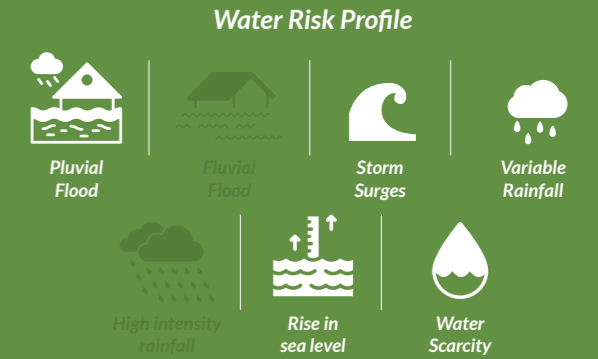 Water Risk Profile
Pluvial
Flood
Fluvial
Flood
Storm
Surges
Variable
Rainfall
High intensity
rainfall
Rise in
sea level
Water
Scarcity